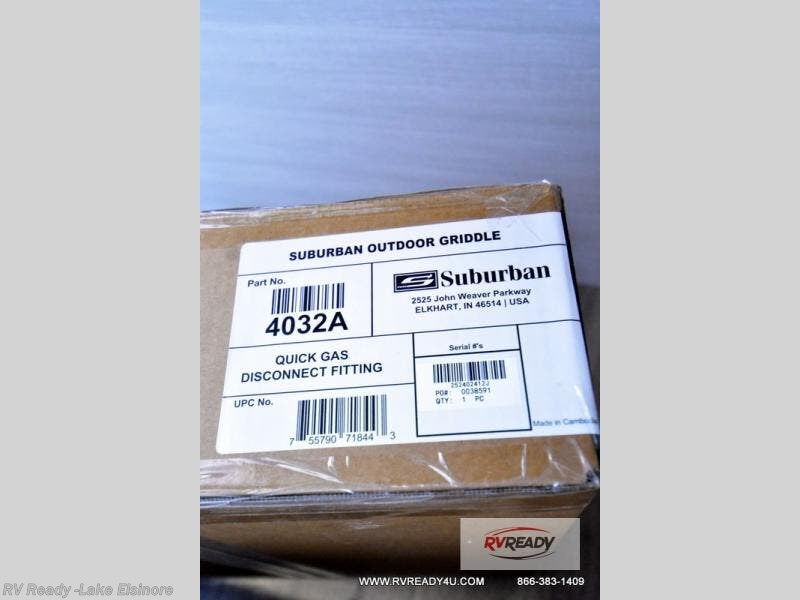 SUBURBAN OUTDOOR GRIDDLE
Part No.
4032A
Suburban
2525 John Weaver Parkway
ELKHART, IN 46514 | USA
QUICK GAS
DISCONNECT FITTING
Serial #'s
252402412J
PO#: 0038591
QTY: 1 PC
UPC No.
7 55790 71844 3
Made in Cambodia
RVREADY
RV Ready -Lake Elsinore
WWW.RVREADY4U.COM 866-383-1409